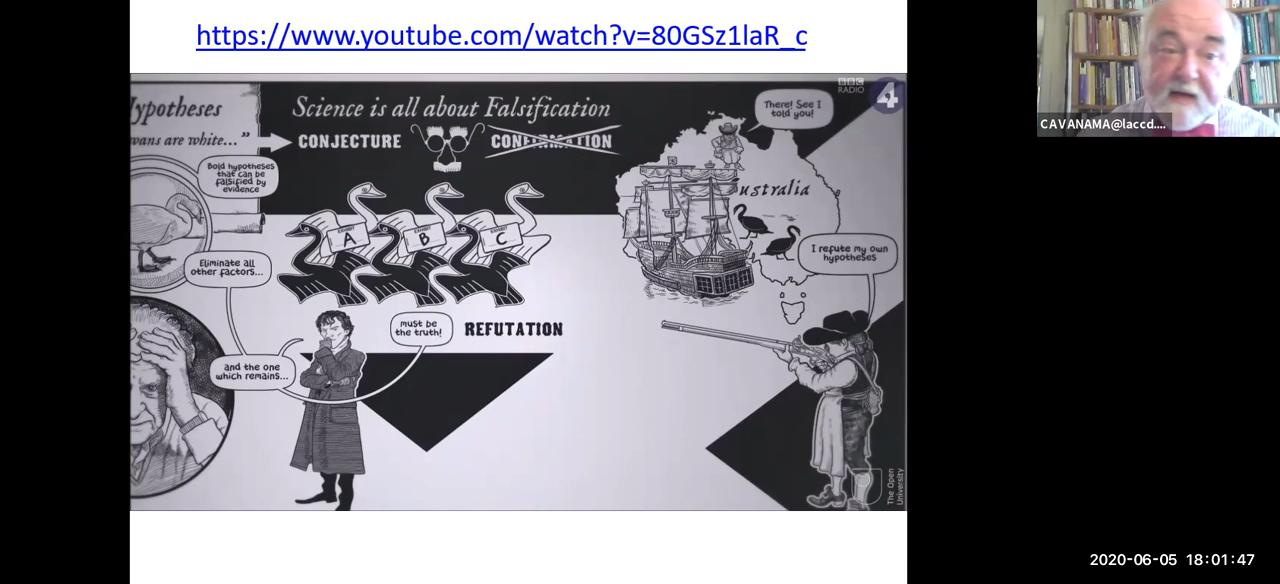 https://www.youtube.com/watch?v=80GSz1laR_c
BBC
RADIO
4
ypotheses
wans are white..."
Science is all about Falsification
CONJECTURE
CONFIRMATION
Bold hypotheses
that can be
falsified by
evidence
There! See I
told you!
ustralia
EXHIBIT
A
EXHIBIT
B
EXHIBIT
C
Eliminate all
other factors...
I refute my own
hypotheses
must be
the truth!
REFUTATION
and the one
which remains...
The Open
University
CAVANAMA@laccd....
2020-06-05 18:01:47